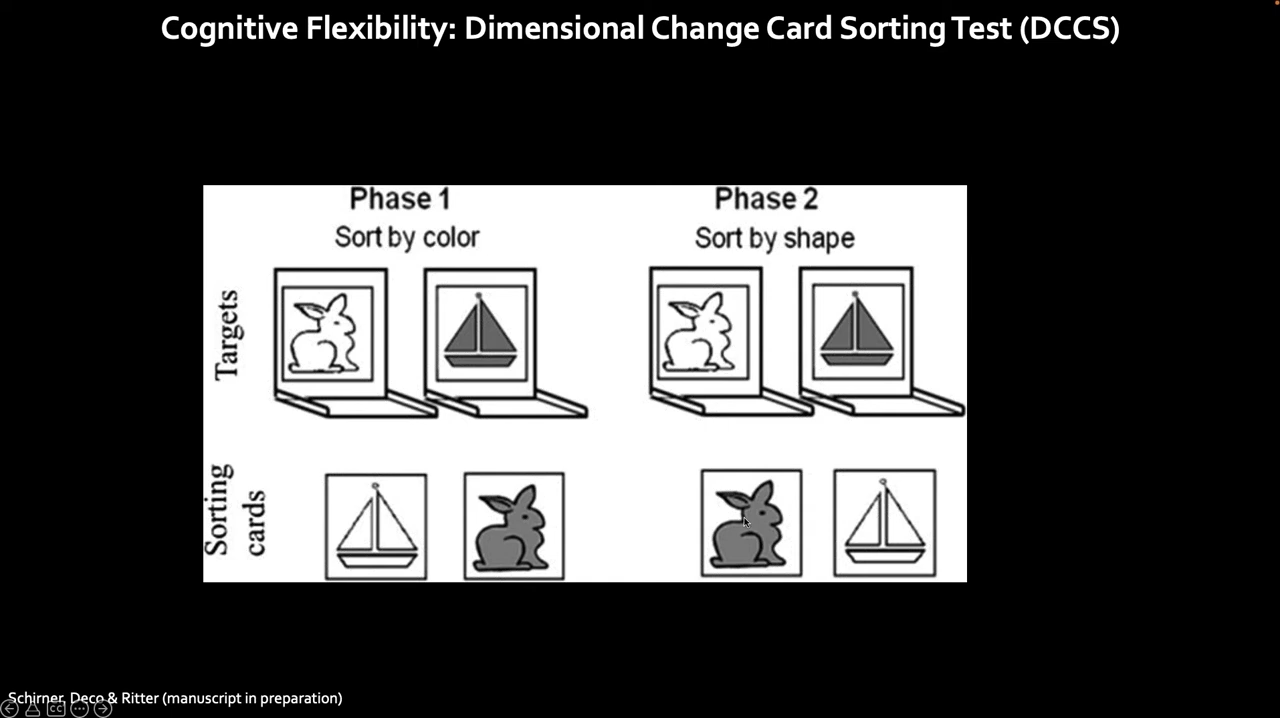 Cognitive Flexibility: Dimensional Change Card Sorting Test (DCCS)
Phase 1
Sort by color
Phase 2
Sort by shape
Targets
Sorting
cards
Schirner, Deco & Ritter (manuscript in preparation)
CC